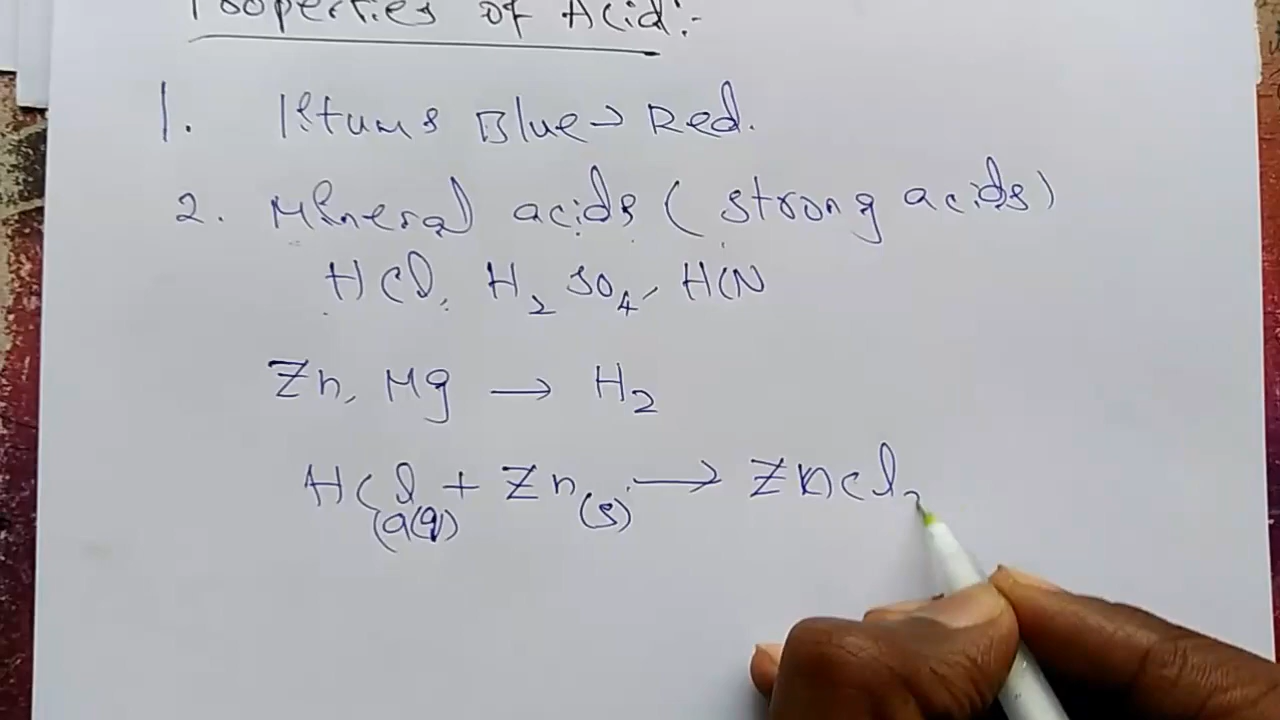 Properties of Acid:-
1. litums Blue → Red.
2. Mineral acids (strong acids)
HCl, H2SO4, HCN
Zn, Mg → H2
HCl(aq) + Zn(s) → ZnCl2